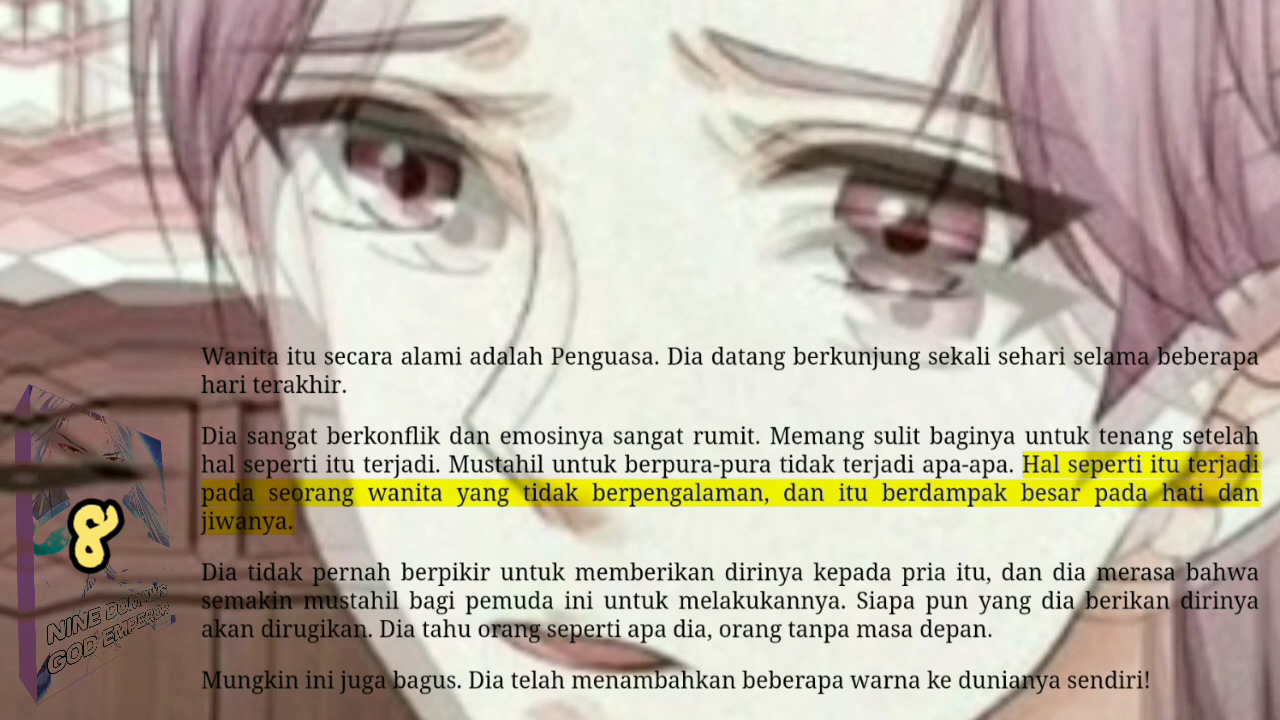 Wanita itu secara alami adalah Penguasa. Dia datang berkunjung sekali sehari selama beberapa
hari terakhir.
Dia sangat berkonflik dan emosinya sangat rumit. Memang sulit baginya untuk tenang setelah
hal seperti itu terjadi. Mustahil untuk berpura-pura tidak terjadi apa-apa. Hal seperti itu terjadi
pada seorang wanita yang tidak berpengalaman, dan itu berdampak besar pada hati dan
jiwanya.
8
Dia tidak pernah berpikir untuk memberikan dirinya kepada pria itu, dan dia merasa bahwa
semakin mustahil bagi pemuda ini untuk melakukannya. Siapa pun yang dia berikan dirinya
akan dirugikan. Dia tahu orang seperti apa dia, orang tanpa masa depan.
NINE
GOD EMPEROR
Mungkin ini juga bagus. Dia telah menambahkan beberapa warna ke dunianya sendiri!